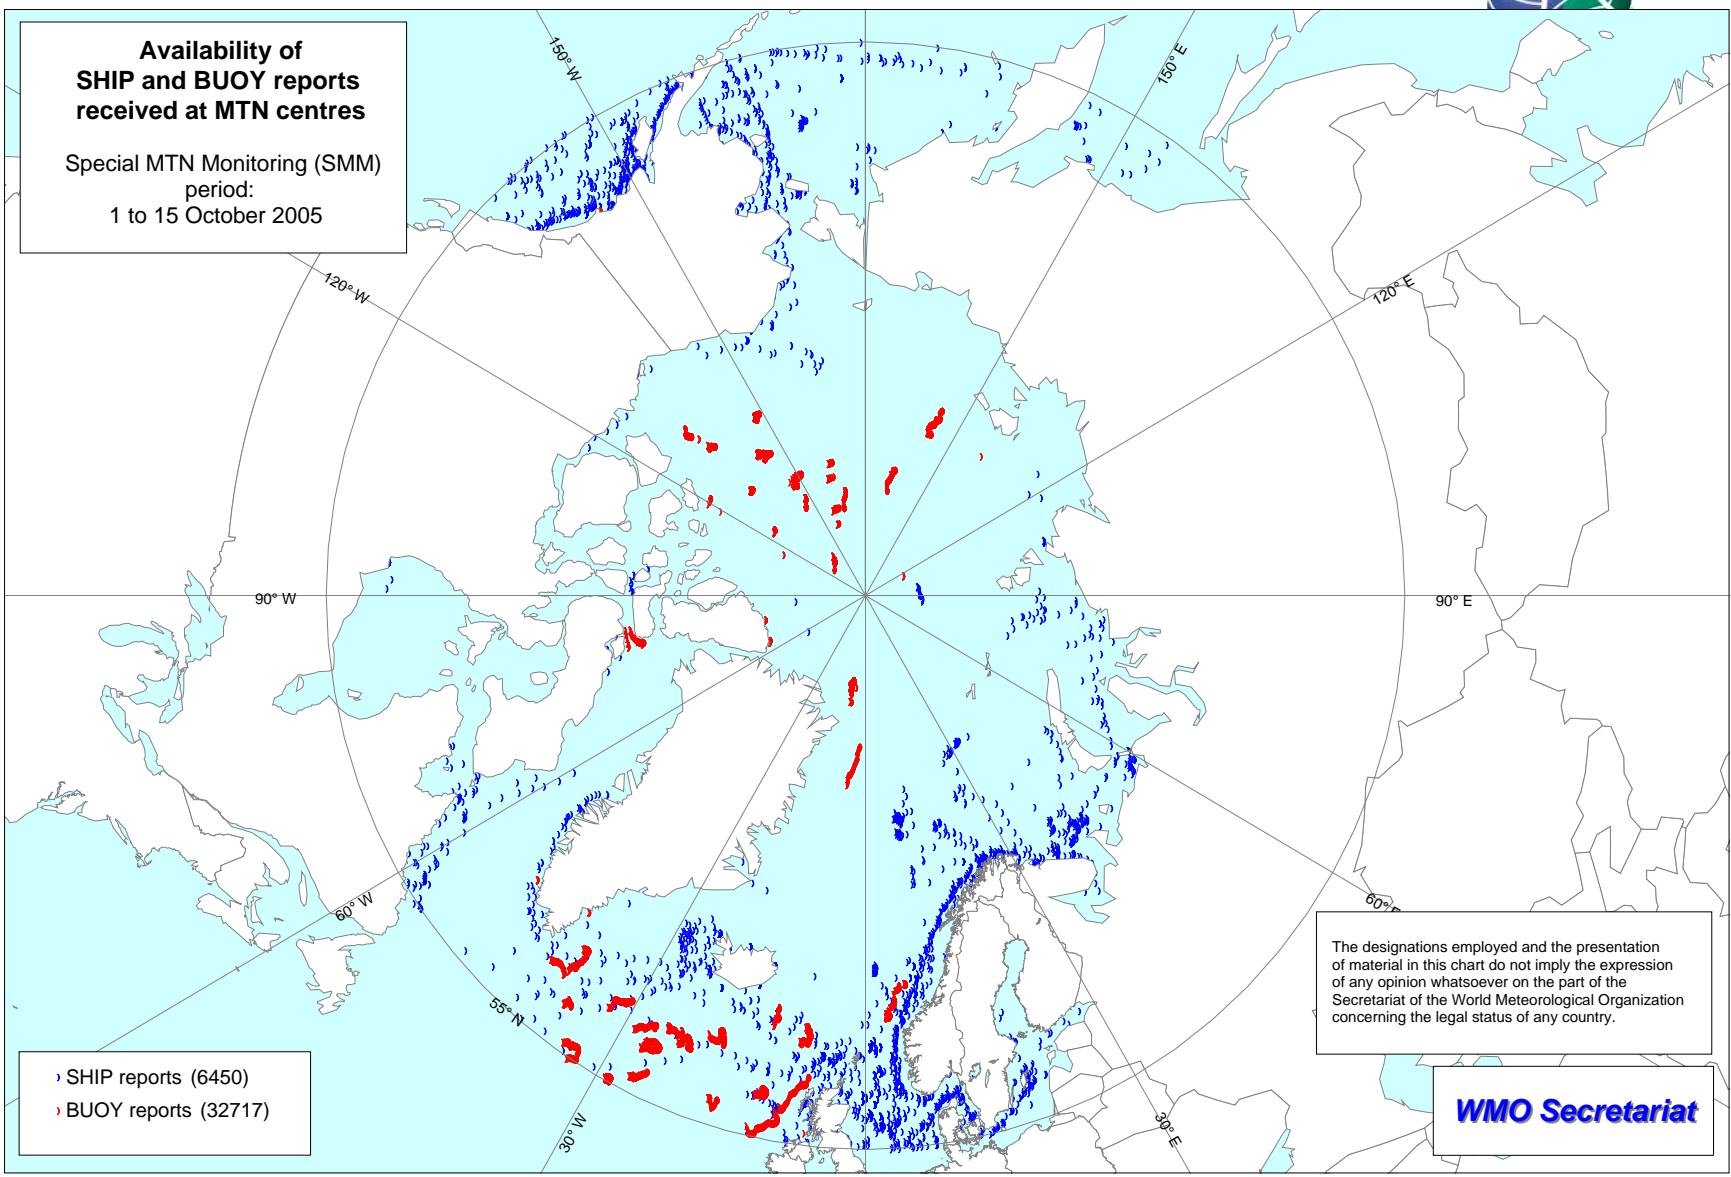 Availability of
SHIP and BUOY reports
received at MTN centres
Special MTN Monitoring (SMM)
period:
1 to 15 October 2005
150° W
150° E
120° W
120° E
90° W
90° E
60° W
60° E
55° N
30° W
30° E
SHIP reports (6450)
BUOY reports (32717)
The designations employed and the presentation
of material in this chart do not imply the expression
of any opinion whatsoever on the part of the
Secretariat of the World Meteorological Organization
concerning the legal status of any country.
WMO Secretariat